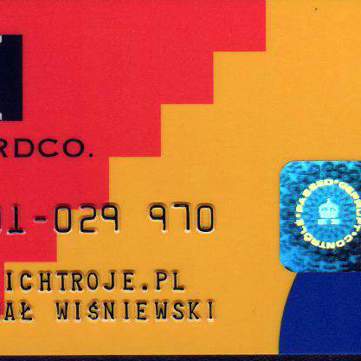 RDCO.
01-029 970
ICHTROJE.PL
AŁ WIŚNIEWSKI